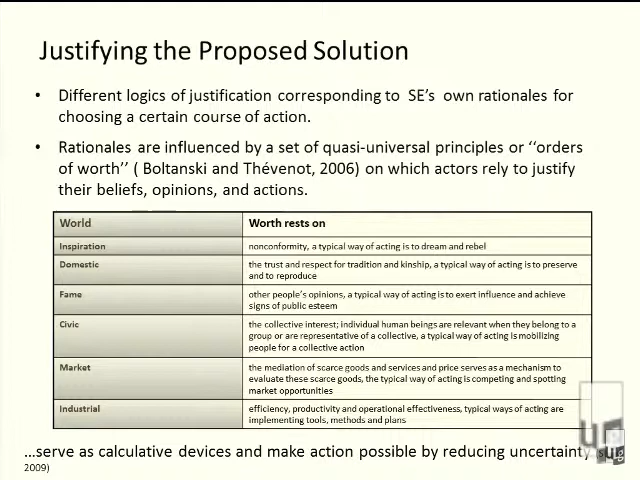 Justifying the Proposed Solution
• Different logics of justification corresponding to SE's own rationales for
choosing a certain course of action.
• Rationales are influenced by a set of quasi-universal principles or ‘‘orders
of worth’’ ( Boltanski and Thévenot, 2006) on which actors rely to justify
their beliefs, opinions, and actions.
World Worth rests on
Inspiration nonconformity, a typical way of acting is to dream and rebel
Domestic the trust and respect for tradition and kinship, a typical way of acting is to preserve
and to reproduce
Fame other people's opinions, a typical way of acting is to exert influence and achieve
signs of public esteem
Civic the collective interest; individual human beings are relevant when they belong to a
group or are representative of a collective, a typical way of acting is mobilizing
people for a collective action
Market the mediation of scarce goods and services and price serves as a mechanism to
evaluate these scarce goods, the typical way of acting is competing and spotting
market opportunities
Industrial efficiency, productivity and operational effectiveness, typical ways of acting are
implementing tools, methods and plans
...serve as calculative devices and make action possible by reducing uncertainty
2009)